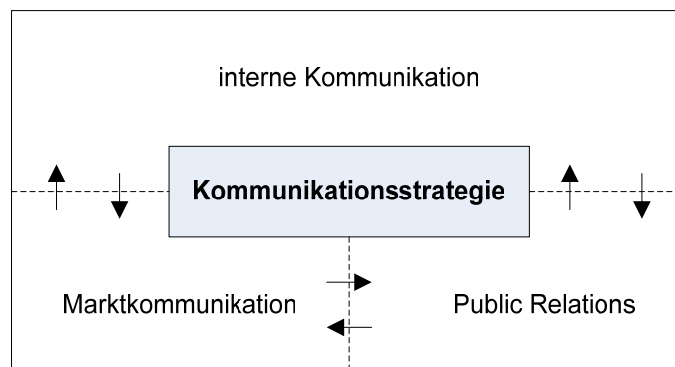 interne Kommunikation
Kommunikationsstrategie
Marktkommunikation
Public Relations